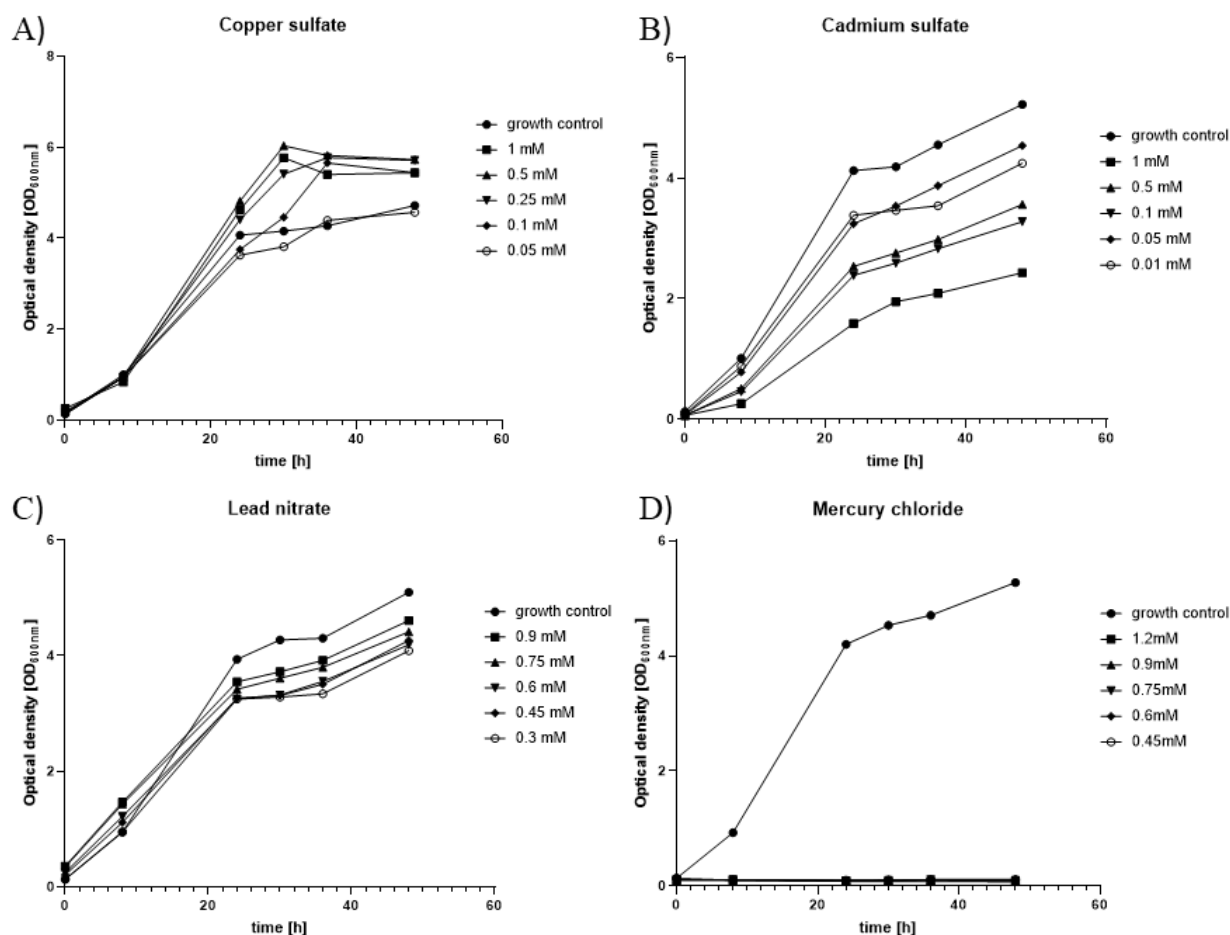 A)
Copper sulfate
Optical density [OD600nm]
8
6
4
2
0
0
20
40
60
time [h]
growth control
1 mM
0.5 mM
0.25 mM
0.1 mM
0.05 mM
B)
Cadmium sulfate
Optical density [OD600nm]
6
4
2
0
0
20
40
60
time [h]
growth control
1 mM
0.5 mM
0.1 mM
0.05 mM
0.01 mM
C)
Lead nitrate
Optical density [OD600nm]
6
4
2
0
0
20
40
60
time [h]
growth control
0.9 mM
0.75 mM
0.6 mM
0.45 mM
0.3 mM
D)
Mercury chloride
Optical density [OD600nm]
6
4
2
0
0
20
40
60
time [h]
growth control
1.2mM
0.9mM
0.75mM
0.6mM
0.45mM